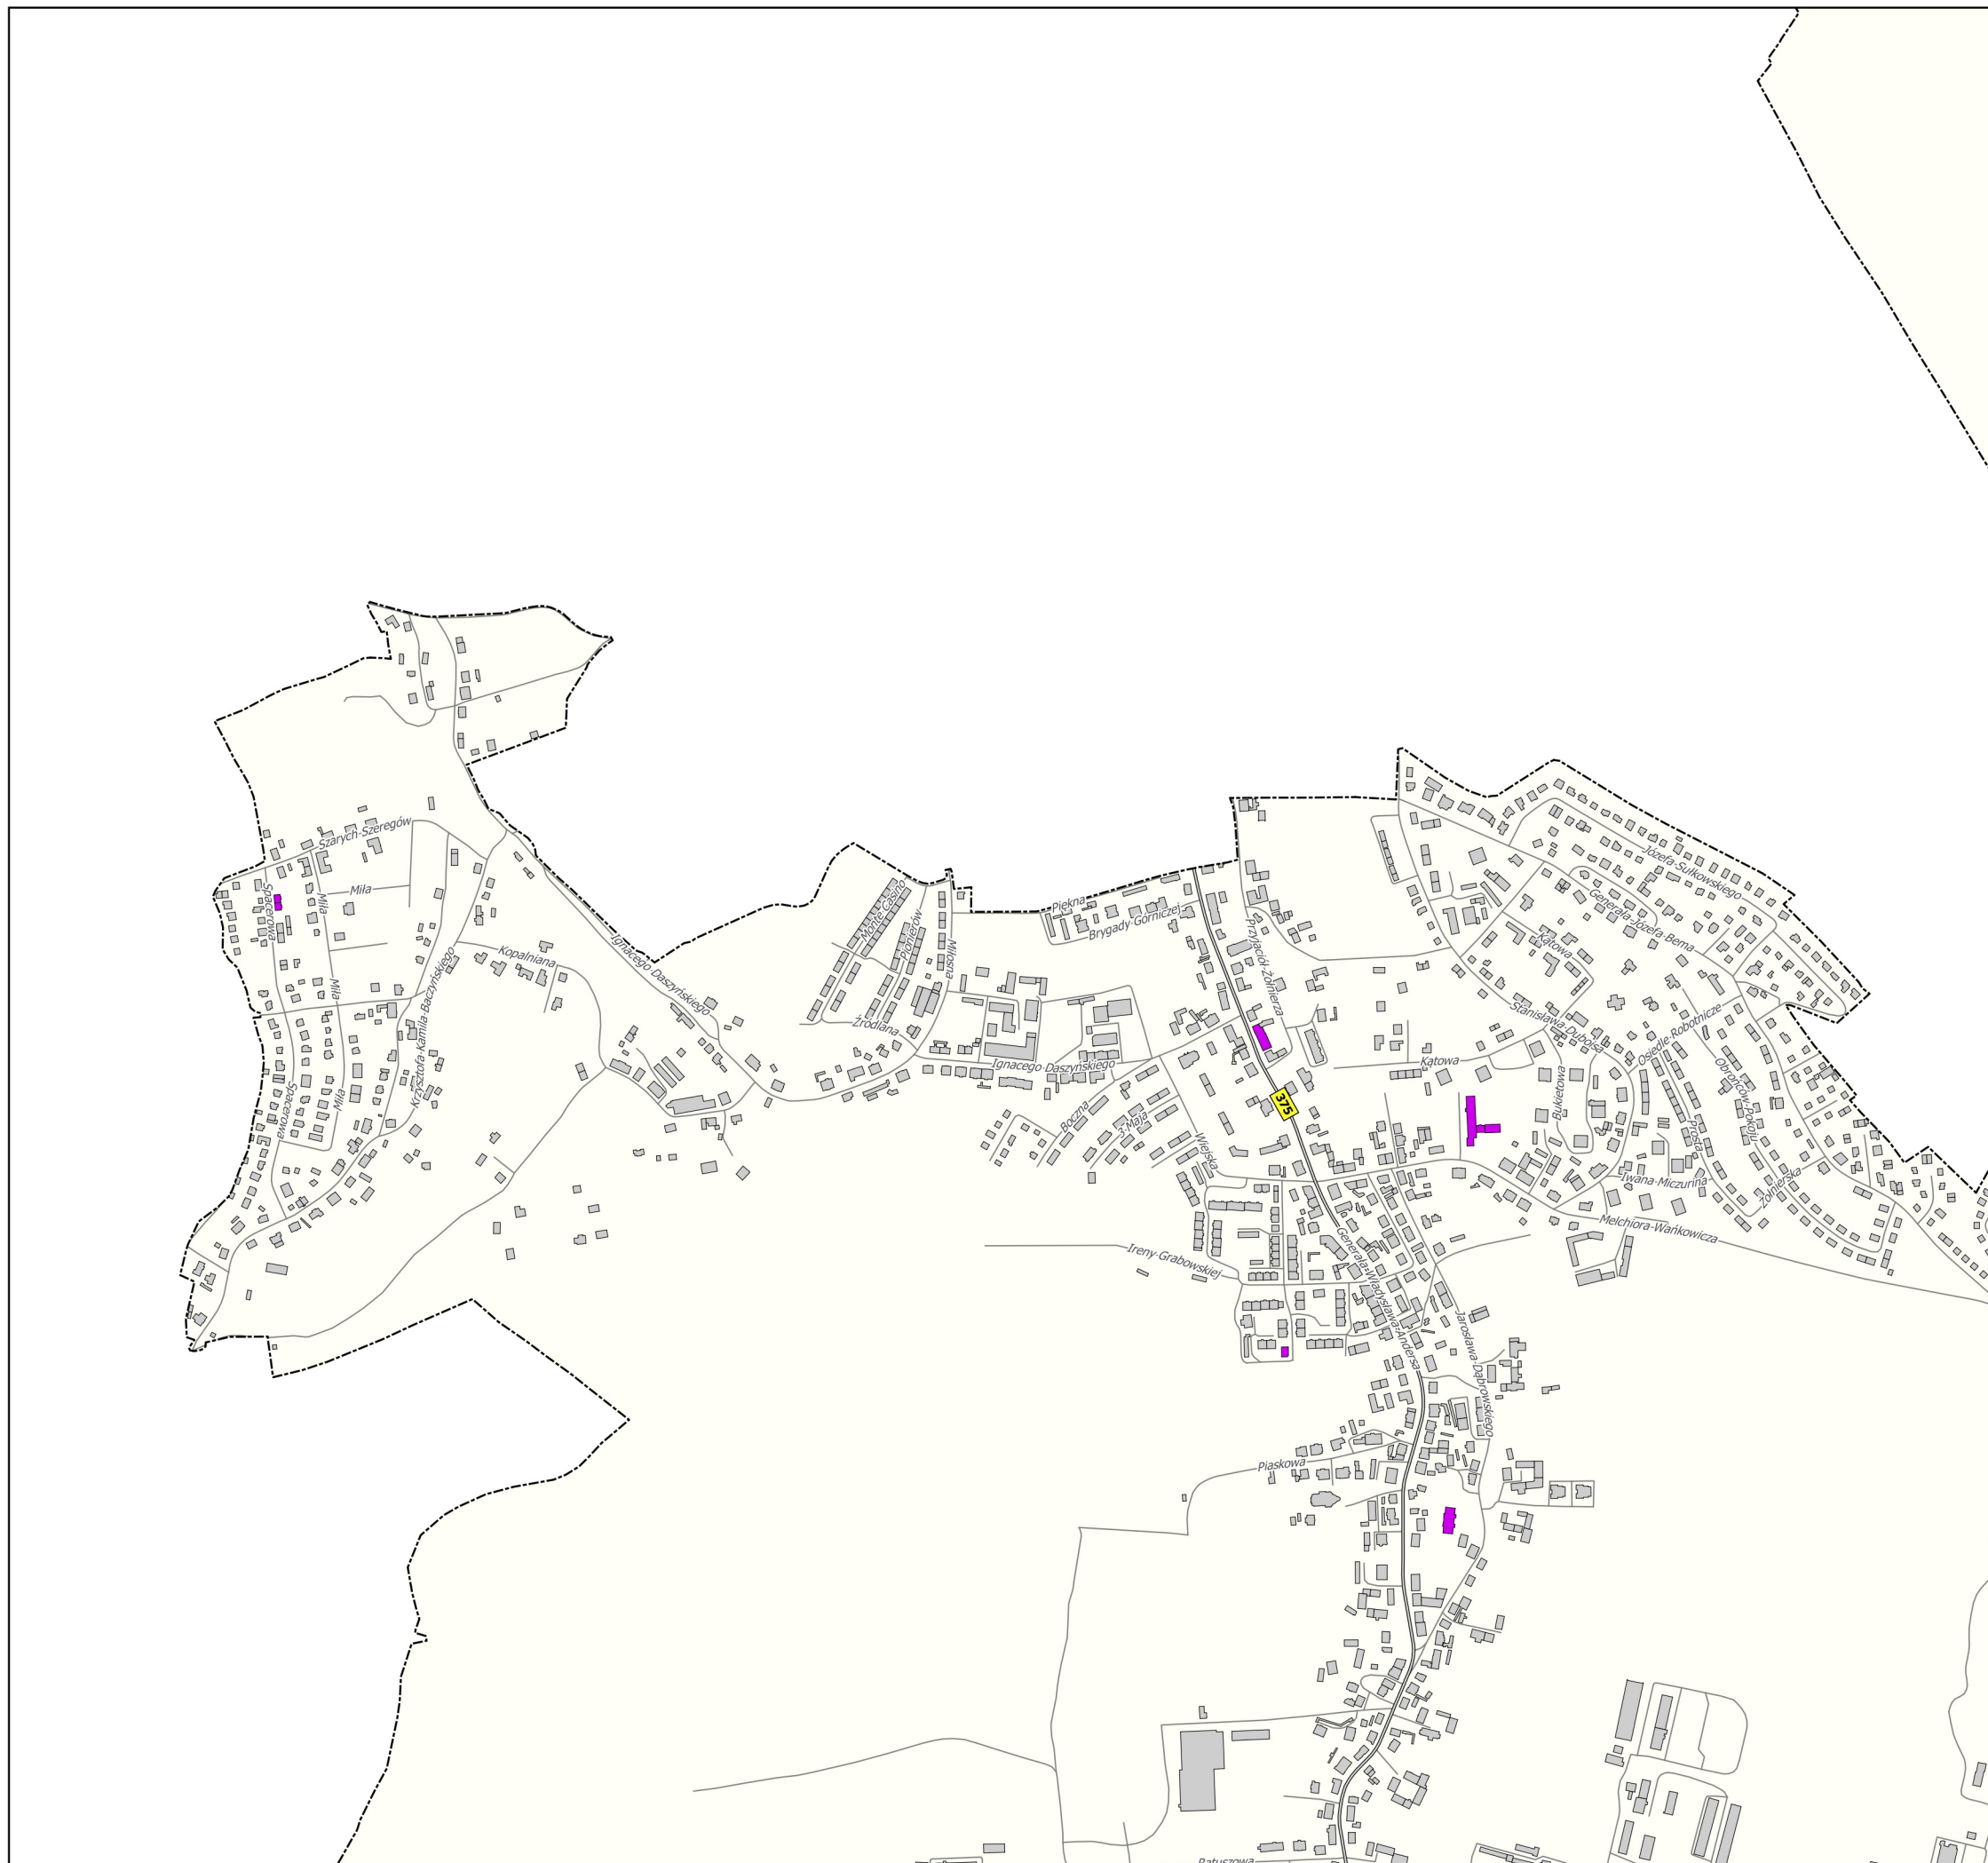 Szarych-Szeregów
Józefa-Sułkowskiego
Miła
Spacerowa
Miła
Monte Casino
Piękna
Brygady-Górniczej
Generała-Józefa-Bema
Pionierów
Miłosna
Przyjaciół-Żołnierza
Kątowa
Kopalniana
Ignacego-Daszyńskiego
Miła
Krzysztofa-Kamila-Baczyńskiego
Źródlana
Stanisława-Dubois'a
Osiedle-Robotnicze
Ignacego-Daszyńskiego
Kątowa
Spacerowa
Miła
375
Bukietowa
Obrońców-Pokoju
Boczna
3-Maja
Prosta
Wiejska
Iwana-Miczurina
Żołnierska
Melchiora-Wańkowicza
Ireny-Grabowskiej
Generała-Władysława-Andersa
Jarosława-Dąbrowskiego
Piaskowa
Ratuszowa